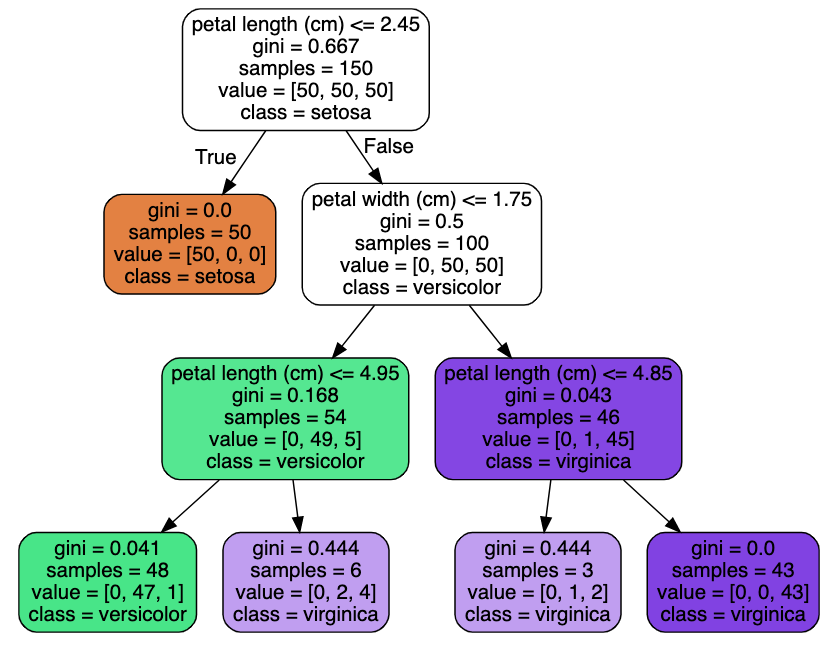 petal length (cm) <= 2.45
gini = 0.667
samples = 150
value = [50, 50, 50]
class = setosa
True
False
gini = 0.0
samples = 50
value = [50, 0, 0]
class = setosa
petal width (cm) <= 1.75
gini = 0.5
samples = 100
value = [0, 50, 50]
class = versicolor
petal length (cm) <= 4.95
gini = 0.168
samples = 54
value = [0, 49, 5]
class = versicolor
petal length (cm) <= 4.85
gini = 0.043
samples = 46
value = [0, 1, 45]
class = virginica
gini = 0.041
samples = 48
value = [0, 47, 1]
class = versicolor
gini = 0.444
samples = 6
value = [0, 2, 4]
class = virginica
gini = 0.444
samples = 3
value = [0, 1, 2]
class = virginica
gini = 0.0
samples = 43
value = [0, 0, 43]
class = virginica